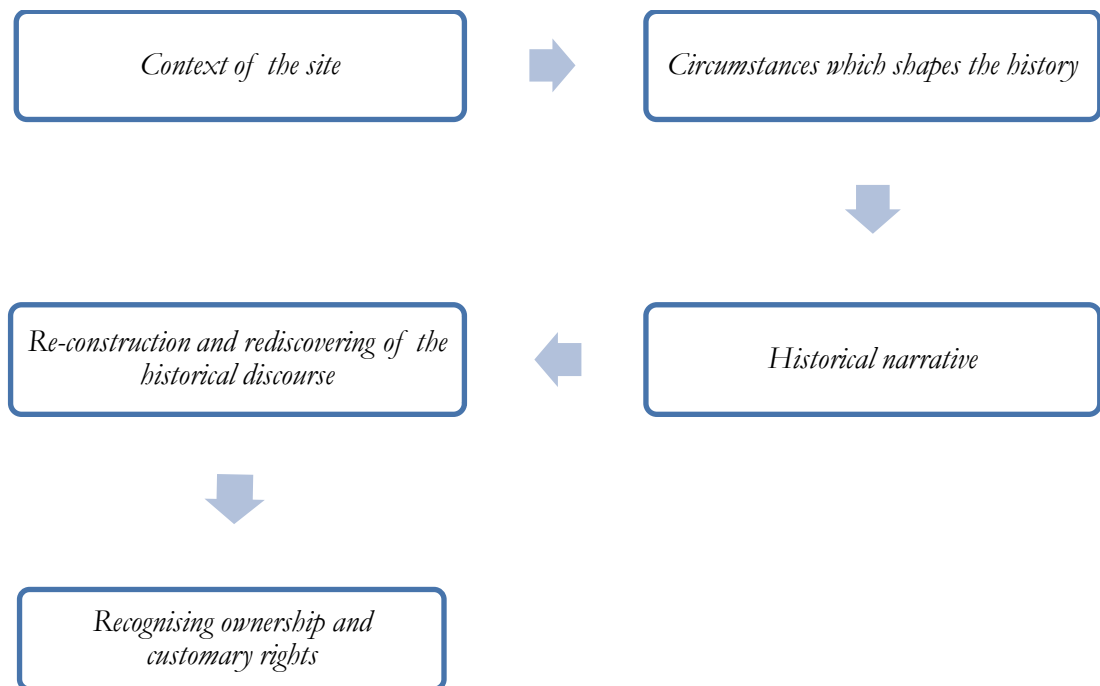 Context of the site
Circumstances which shapes the history
Historical narrative
Re-construction and rediscovering of the
historical discourse
Recognising ownership and
customary rights